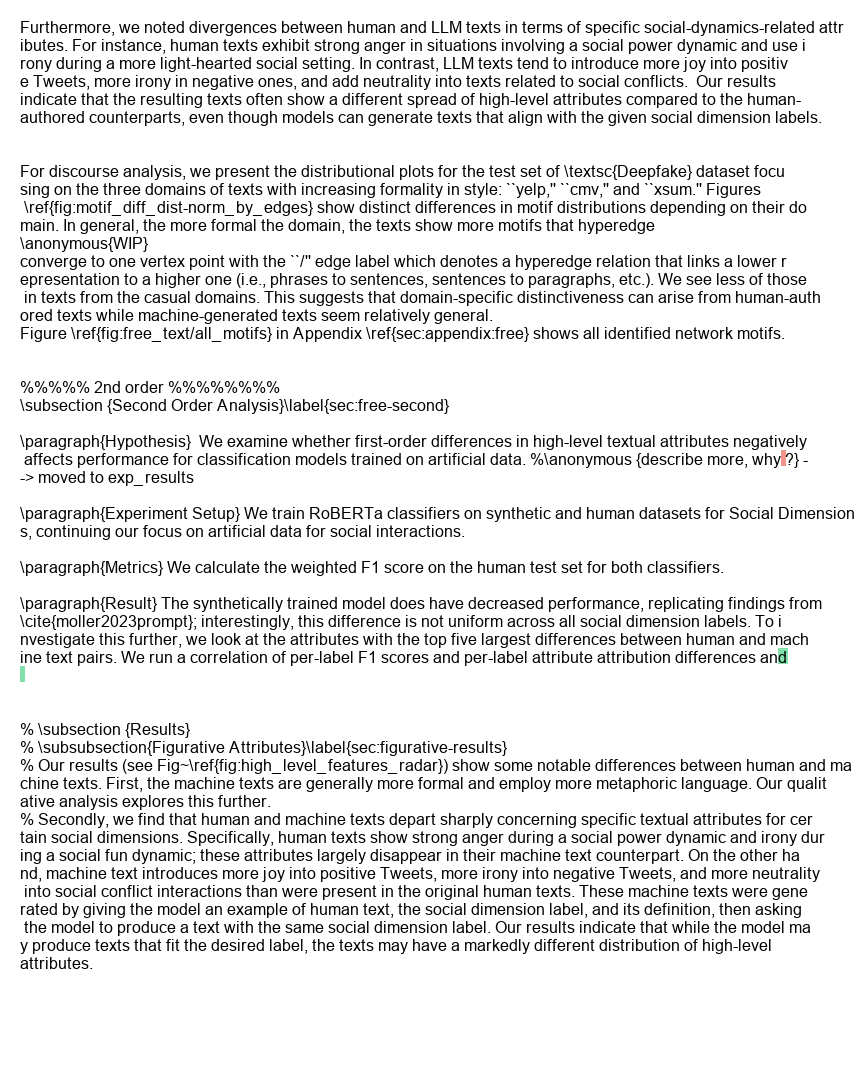 Furthermore, we noted divergences between human and LLM texts in terms of specific social-dynamics-related attr
ibutes. For instance, human texts exhibit strong anger in situations involving a social power dynamic and use i
rony during a more light-hearted social setting. In contrast, LLM texts tend to introduce more joy into positiv
e Tweets, more irony in negative ones, and add neutrality into texts related to social conflicts.  Our results
indicate that the resulting texts often show a different spread of high-level attributes compared to the human-
authored counterparts, even though models can generate texts that align with the given social dimension labels.
For discourse analysis, we present the distributional plots for the test set of \textsc{Deepfake} dataset focu
sing on the three domains of texts with increasing formality in style: ``yelp,'' ``cmv,'' and ``xsum.'' Figures
\ref{fig:motif_diff_dist-norm_by_edges} show distinct differences in motif distributions depending on their do
main. In general, the more formal the domain, the texts show more motifs that hyperedge
\anonymous{WIP}
converge to one vertex point with the ``/'' edge label which denotes a hyperedge relation that links a lower r
epresentation to a higher one (i.e., phrases to sentences, sentences to paragraphs, etc.). We see less of those
in texts from the casual domains. This suggests that domain-specific distinctiveness can arise from human-auth
ored texts while machine-generated texts seem relatively general.
Figure \ref{fig:free_text/all_motifs} in Appendix \ref{sec:appendix:free} shows all identified network motifs.
%%%%% 2nd order %%%%%%%%
\subsection {Second Order Analysis}\label{sec:free-second}
\paragraph{Hypothesis}  We examine whether first-order differences in high-level textual attributes negatively
affects performance for classification models trained on artificial data. %\anonymous {describe more, why ?} -
-> moved to exp_results
\paragraph{Experiment Setup} We train RoBERTa classifiers on synthetic and human datasets for Social Dimension
s, continuing our focus on artificial data for social interactions.
\paragraph{Metrics} We calculate the weighted F1 score on the human test set for both classifiers.
\paragraph{Result} The synthetically trained model does have decreased performance, replicating findings from
\cite{moller2023prompt}; interestingly, this difference is not uniform across all social dimension labels. To i
nvestigate this further, we look at the attributes with the top five largest differences between human and mach
ine text pairs. We run a correlation of per-label F1 scores and per-label attribute attribution differences and
% \subsection {Results}
% \subsubsection{Figurative Attributes}\label{sec:figurative-results}
% Our results (see Fig~\ref{fig:high_level_features_radar}) show some notable differences between human and ma
chine texts. First, the machine texts are generally more formal and employ more metaphoric language. Our qualit
ative analysis explores this further.
% Secondly, we find that human and machine texts depart sharply concerning specific textual attributes for cer
tain social dimensions. Specifically, human texts show strong anger during a social power dynamic and irony dur
ing a social fun dynamic; these attributes largely disappear in their machine text counterpart. On the other ha
nd, machine text introduces more joy into positive Tweets, more irony into negative Tweets, and more neutrality
into social conflict interactions than were present in the original human texts. These machine texts were gene
rated by giving the model an example of human text, the social dimension label, and its definition, then asking
the model to produce a text with the same social dimension label. Our results indicate that while the model ma
y produce texts that fit the desired label, the texts may have a markedly different distribution of high-level
attributes.